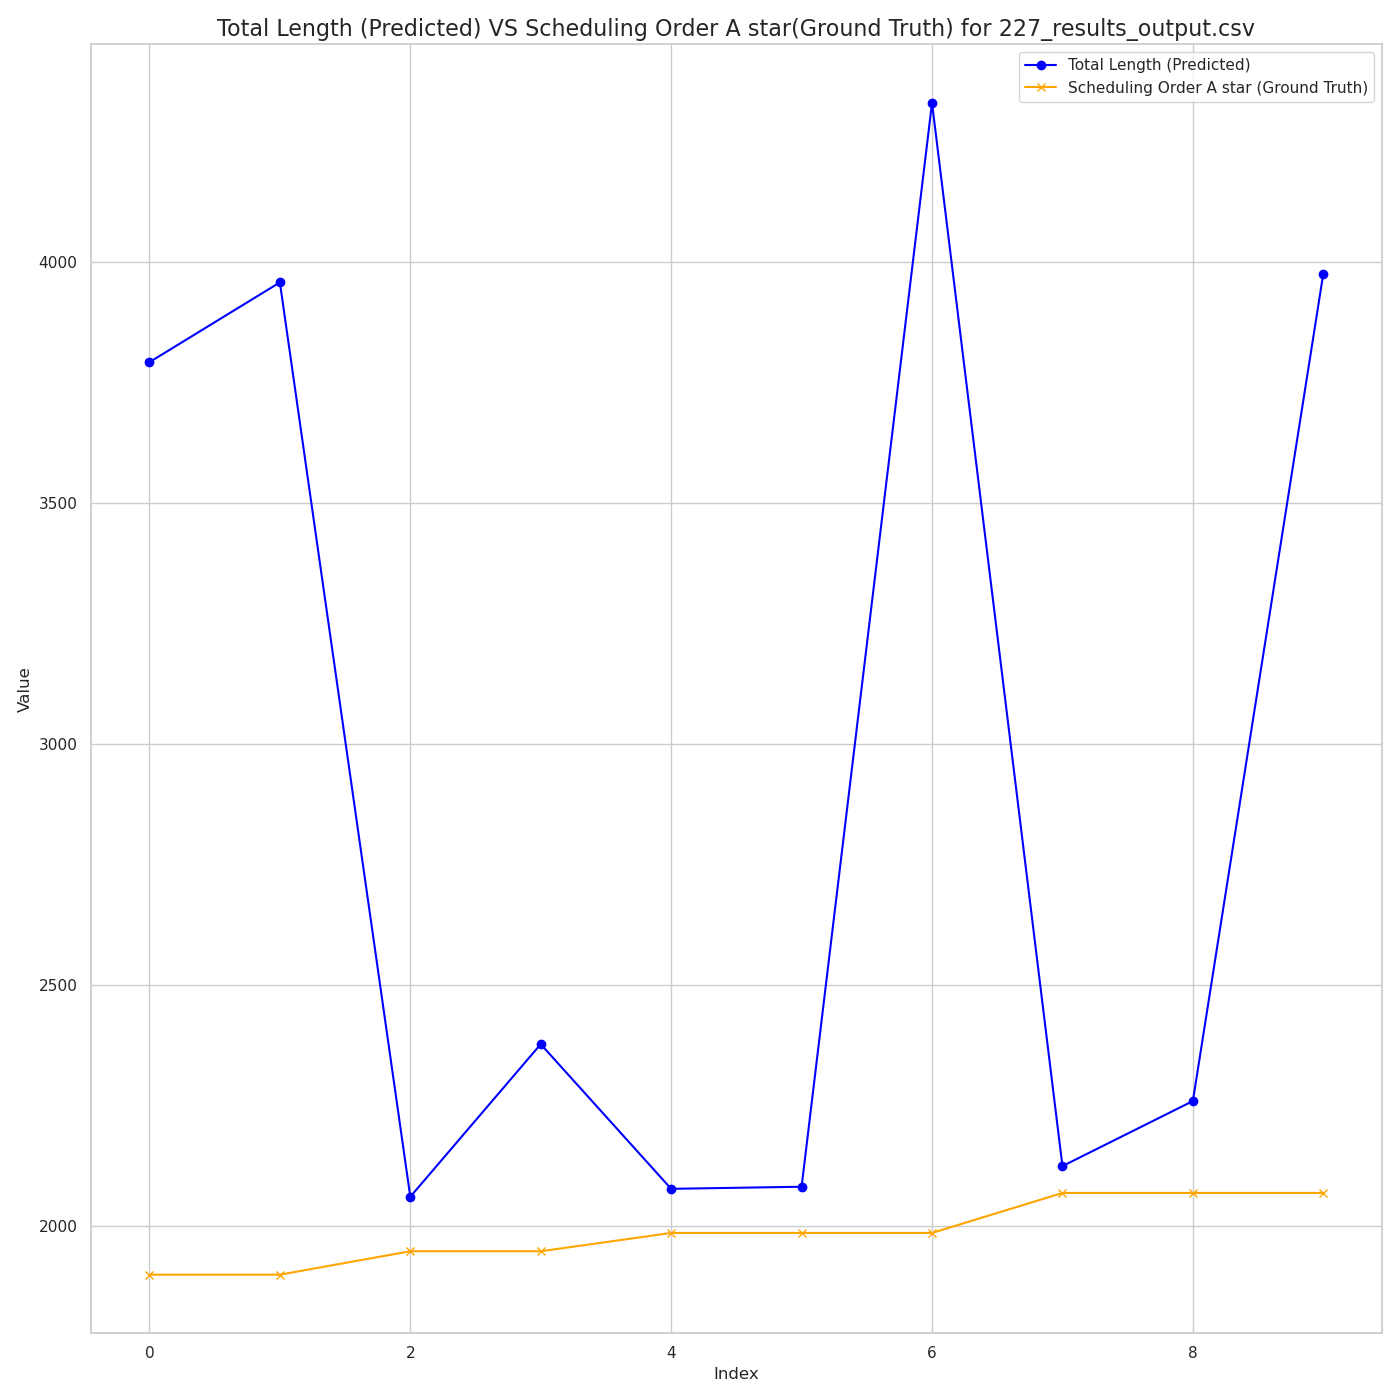 Total Length (Predicted) VS Scheduling Order A star(Ground Truth) for 227_results_output.csv
Total Length (Predicted)
Scheduling Order A star (Ground Truth)
4000
3500
3000
2500
2000
Value
0 2 4 6 8
Index